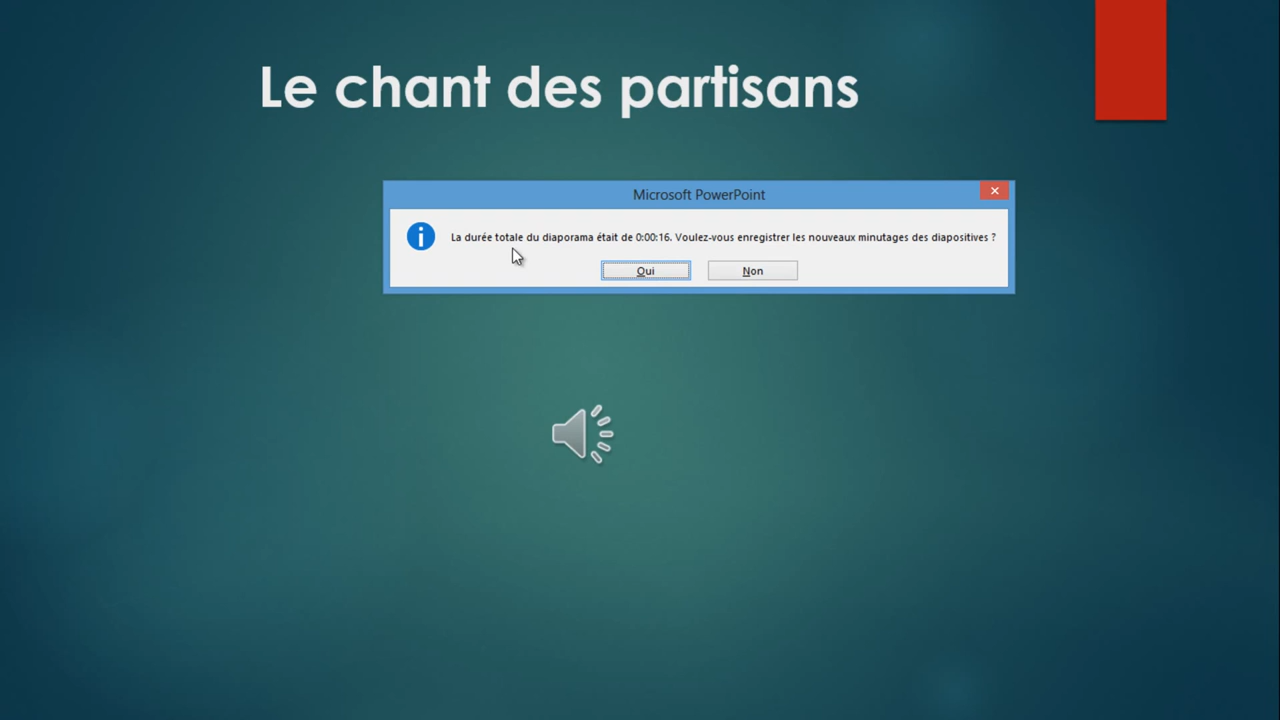 Le chant des partisans
Microsoft PowerPoint
La durée totale du diaporama était de 0:00:16. Voulez-vous enregistrer les nouveaux minutages des diapositives ?
Oui
Non